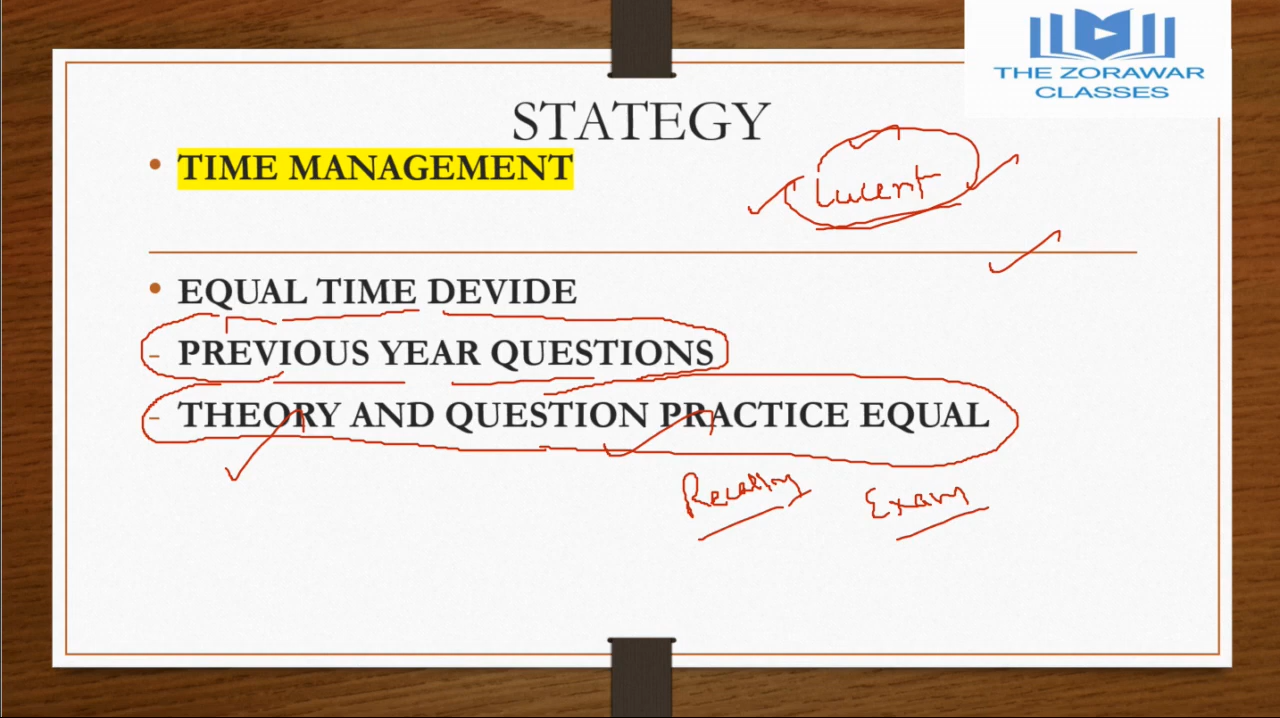 THE ZORAWAR
CLASSES
STATEGY
• TIME MANAGEMENT
Lucent
• EQUAL TIME DEVIDE
- PREVIOUS YEAR QUESTIONS
- THEORY AND QUESTION PRACTICE EQUAL
Recalling Exam